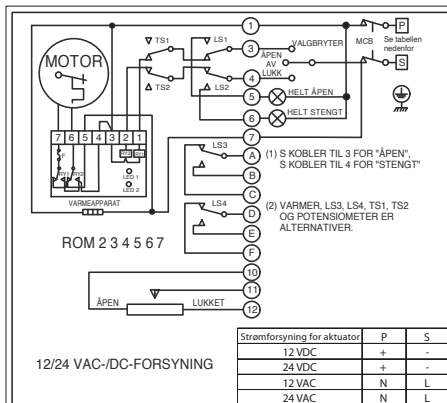 TS1
LS1
1
P
3
VALGBRYTER
ÅPEN
AV
LUKK
MCB
Se tabellen
nedenfor
S
MOTOR
TS2
LS2
4
5
HELT ÅPEN
6
HELT STENGT
7
7 6 5 4 3 2 1
F
RY1 RY2
RY2 RY1
LED 1
LED 2
VARMEAPPARAT
ROM 2 3 4 5 6 7
LS3
A
B
C
(1) S KOBLER TIL 3 FOR "ÅPEN",
S KOBLER TIL 4 FOR "STENGT"
LS4
D
E
F
(2) VARMER, LS3, LS4, TS1, TS2
OG POTENSIOMETER ER
ALTERNATIVER.
10
11
12
ÅPEN
LUKKET
12/24 VAC-/DC-FORSYNING
Strømforsyning for aktuator P S
12 VDC + -
24 VDC + -
12 VAC N L
24 VAC N L